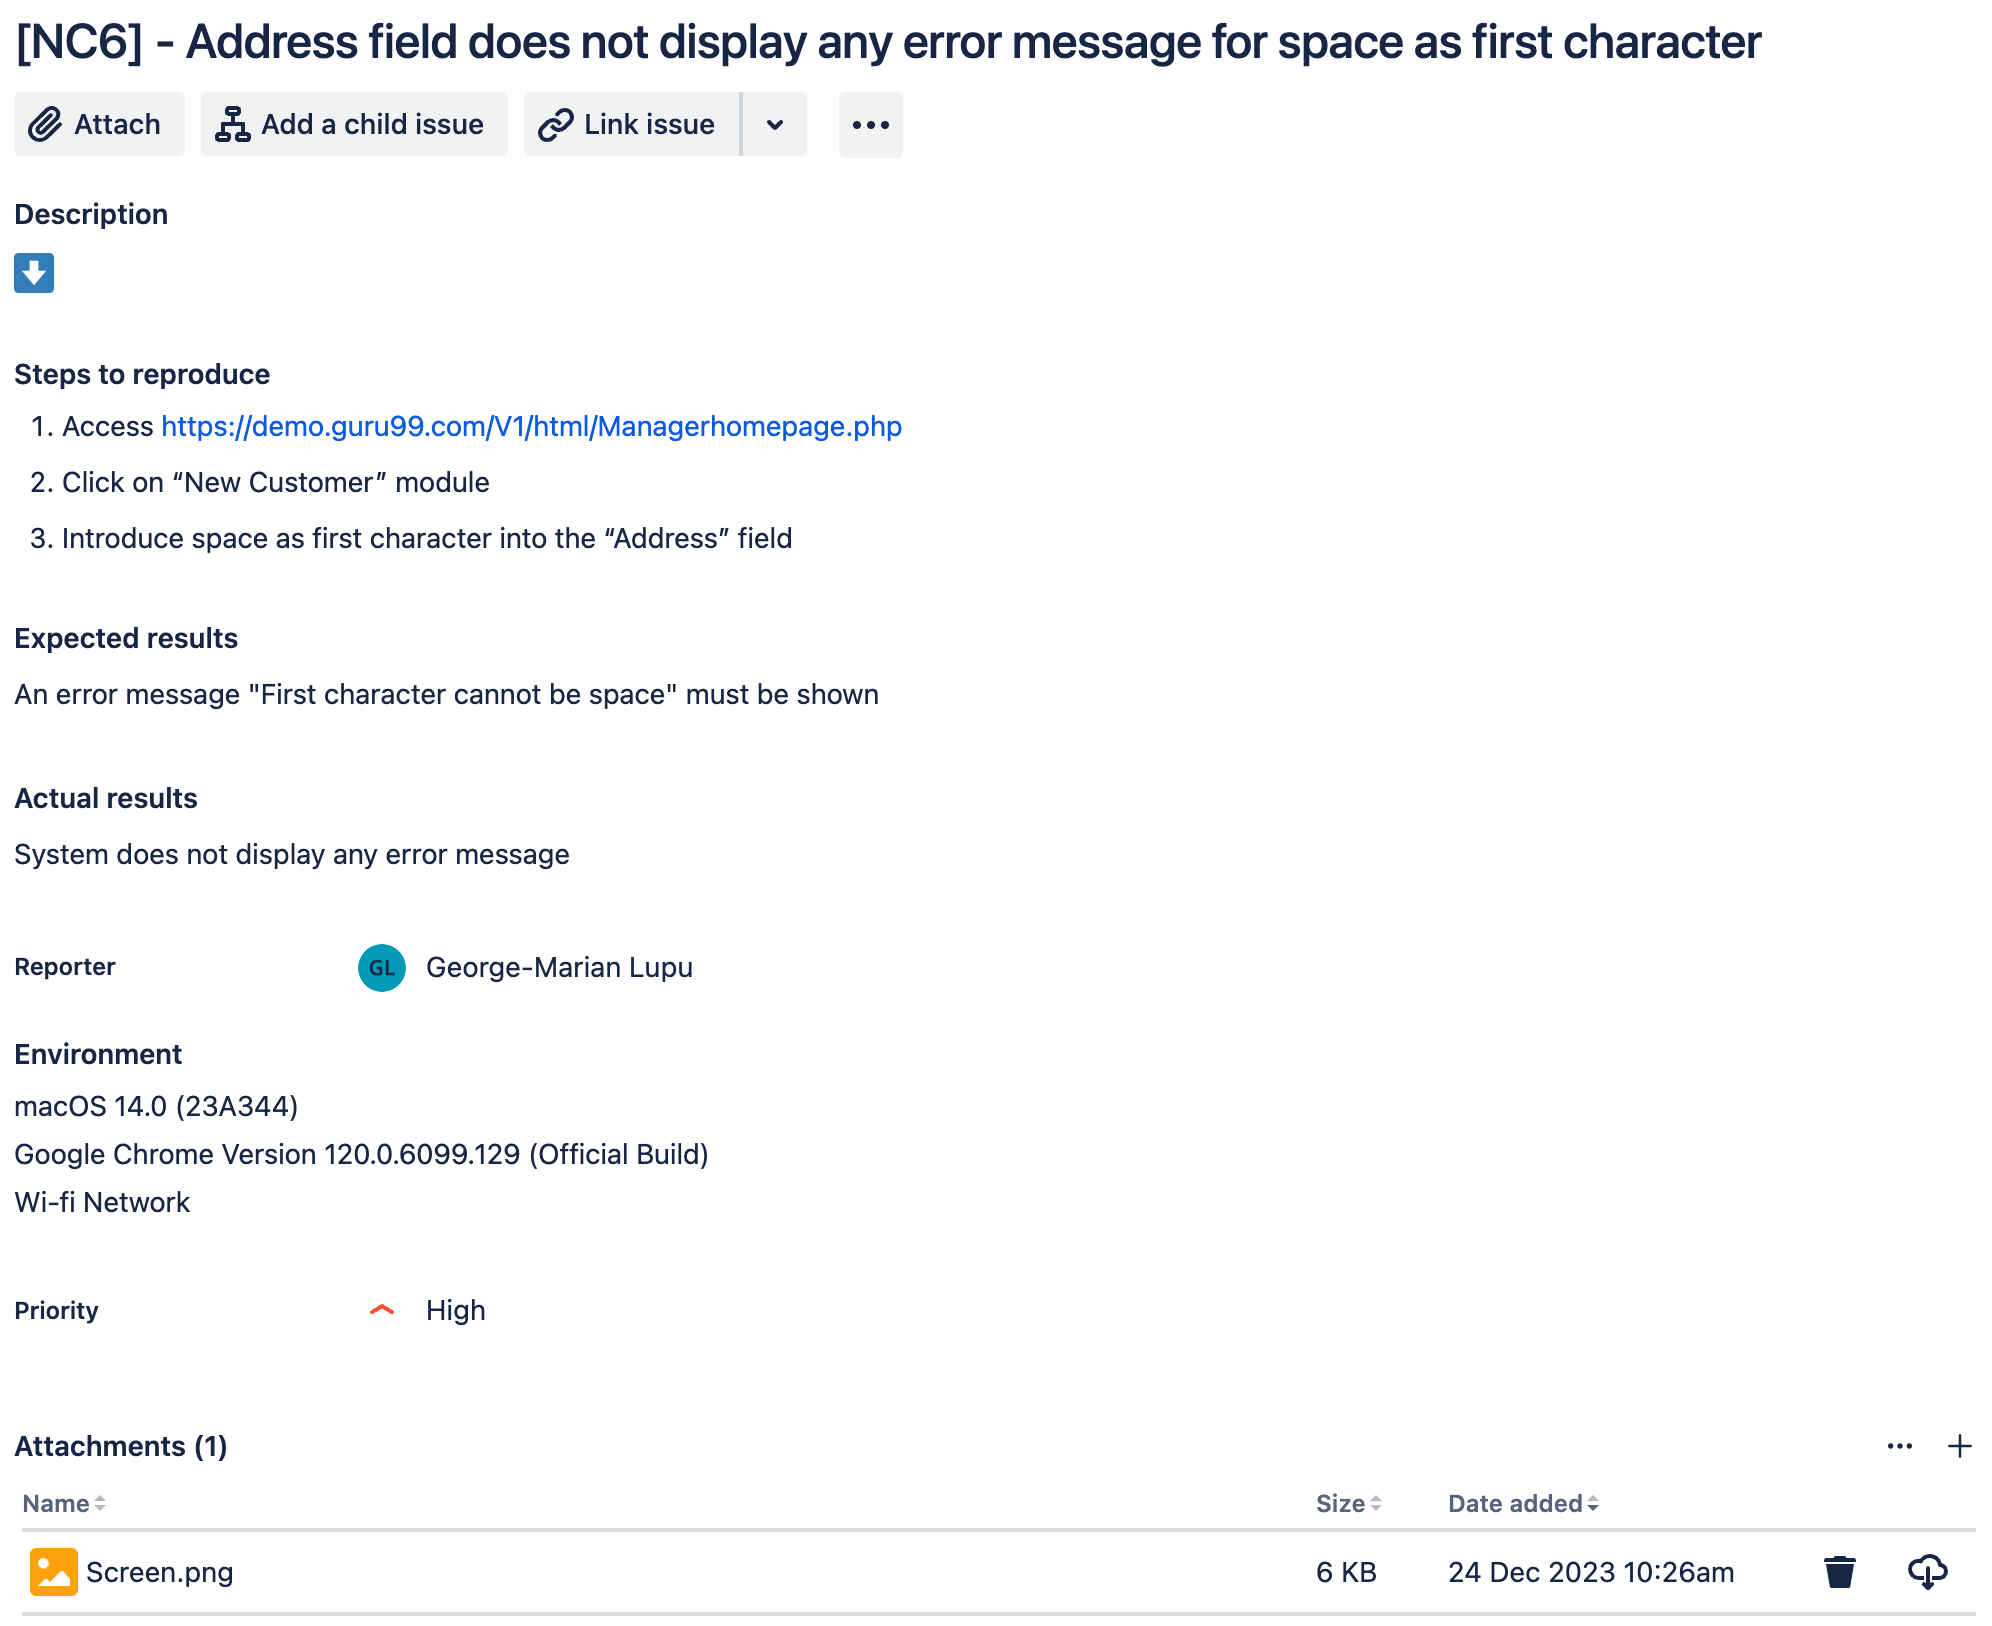 [NC6] - Address field does not display any error message for space as first character
Attach Add a child issue Link issue
Description
Steps to reproduce
1. Access https://demo.guru99.com/V1/html/Managerhomepage.php
2. Click on “New Customer” module
3. Introduce space as first character into the “Address” field
Expected results
An error message "First character cannot be space" must be shown
Actual results
System does not display any error message
Reporter GL George-Marian Lupu
Environment
macOS 14.0 (23A344)
Google Chrome Version 120.0.6099.129 (Official Build)
Wi-fi Network
Priority High
Attachments (1)
Name Size Date added
Screen.png 6 KB 24 Dec 2023 10:26am